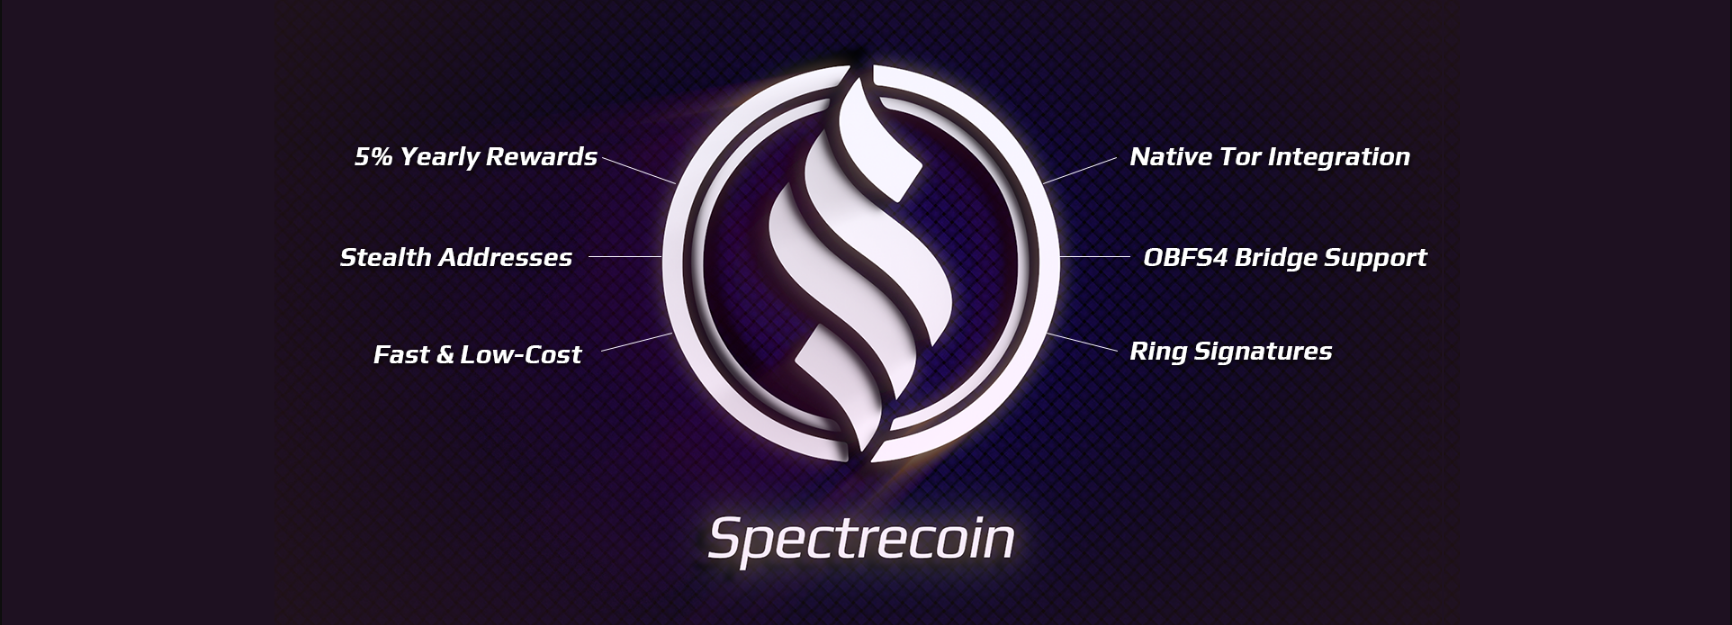 5% Yearly Rewards
Native Tor Integration
Stealth Addresses
OBFS4 Bridge Support
Fast & Low-Cost
Ring Signatures
Spectrecoin